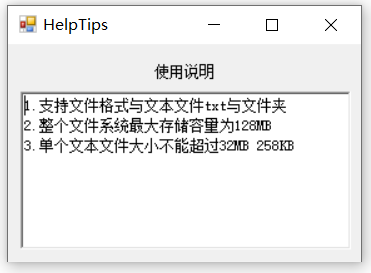 HelpTips
使用说明
1.支持文件格式与文本文件txt与文件夹
2.整个文件系统最大存储容量为128MB
3.单个文本文件大小不能超过32MB 258KB